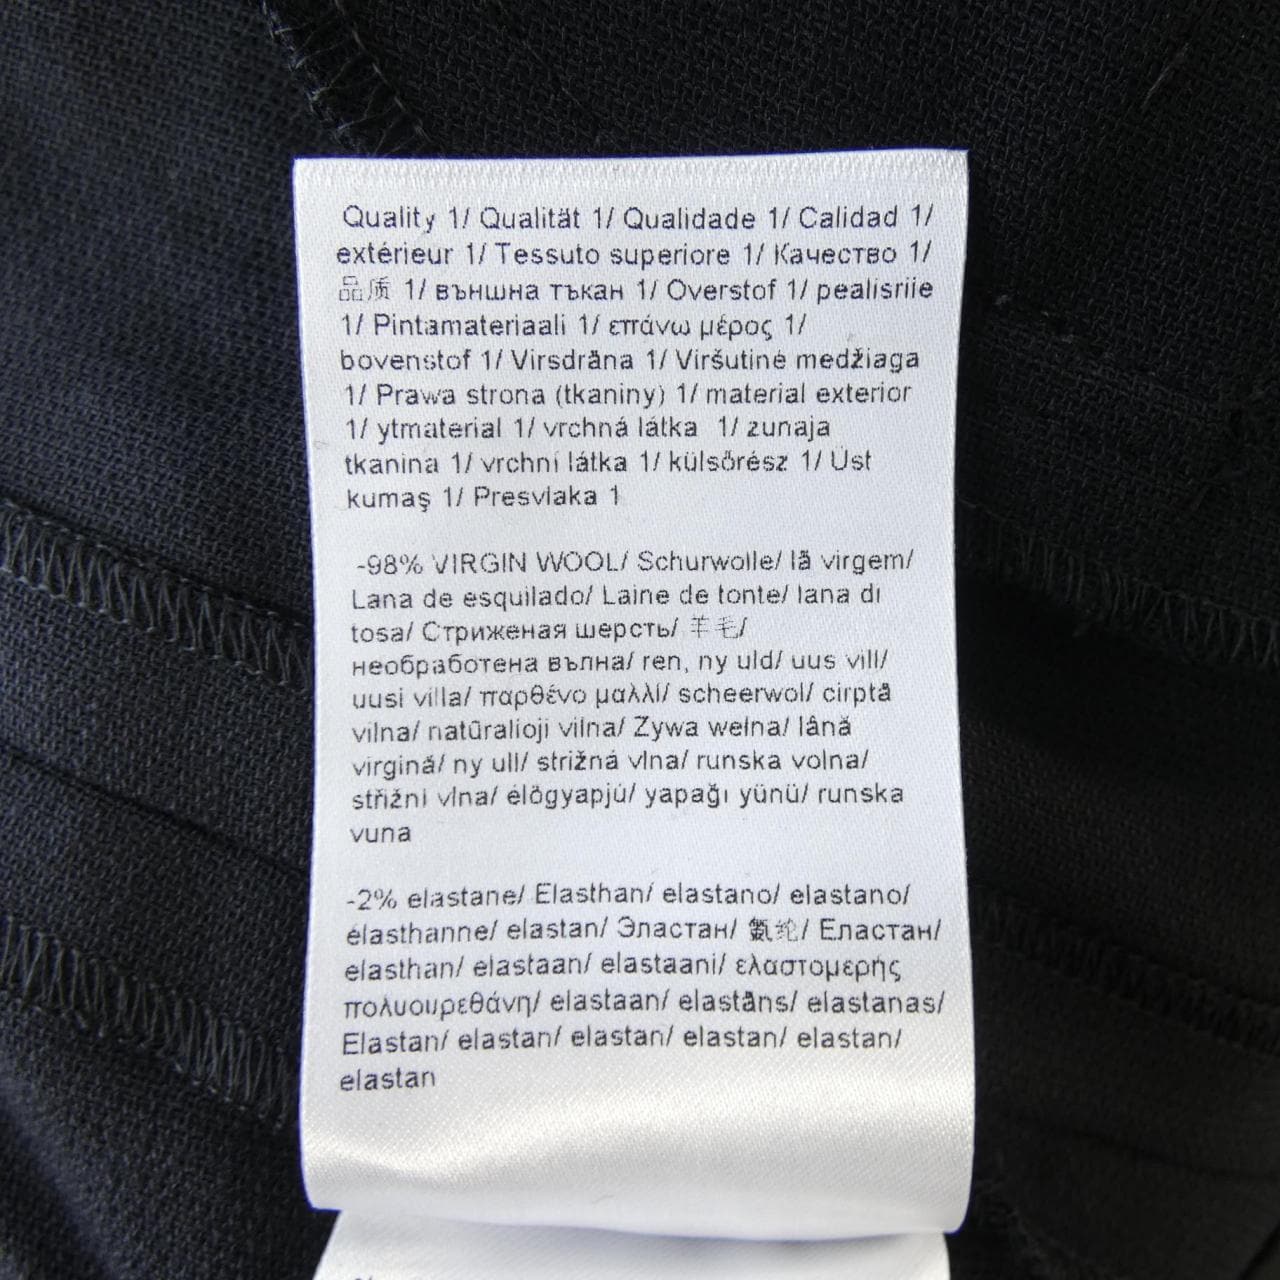 Quality 1/ Qualität 1/ Qualidade 1/ Calidad 1/
extérieur 1/ Tessuto superiore 1/ Качество 1/
品质 1/ външна тъкан 1/ Overstof 1/ pealisriie
1/ Pintamateriaali 1/ επάνω μέρος 1/
bovenstof 1/ Virsdrāna 1/ Viršutinė medžiaga
1/ Prawa strona (tkaniny) 1/ material exterior
1/ ytmaterial 1/ vrchná látka 1/ zunaja
tkanina 1/ vrchní látka 1/ külsőrész 1/ Üst
kumaş 1/ Presvlaka 1
-98% VIRGIN WOOL/ Schurwolle/ lã virgem/
Lana de esquilado/ Laine de tonte/ lana di
tosa/ Стриженая шерсть/ 羊毛/
необработена вълна/ ren, ny uld/ uus vill/
uusi villa/ παρθένο μαλλί/ scheerwol/ cirptā
vilna/ natūralioji vilna/ Żywa wełna/ lână
virgină/ ny ull/ strižná vlna/ runska volna/
střižní vlna/ élőgyapjú/ yapağı yünü/ runska
vuna
-2% elastane/ Elasthan/ elastano/ elastano/
élasthanne/ elastan/ Эластан/ 氨纶/ Еластан/
elasthan/ elastaan/ elastaani/ ελαστομερής
πολυουρεθάνη/ elastaan/ elastāns/ elastanas/
Elastan/ elastan/ elastan/ elastan/ elastan/
elastan